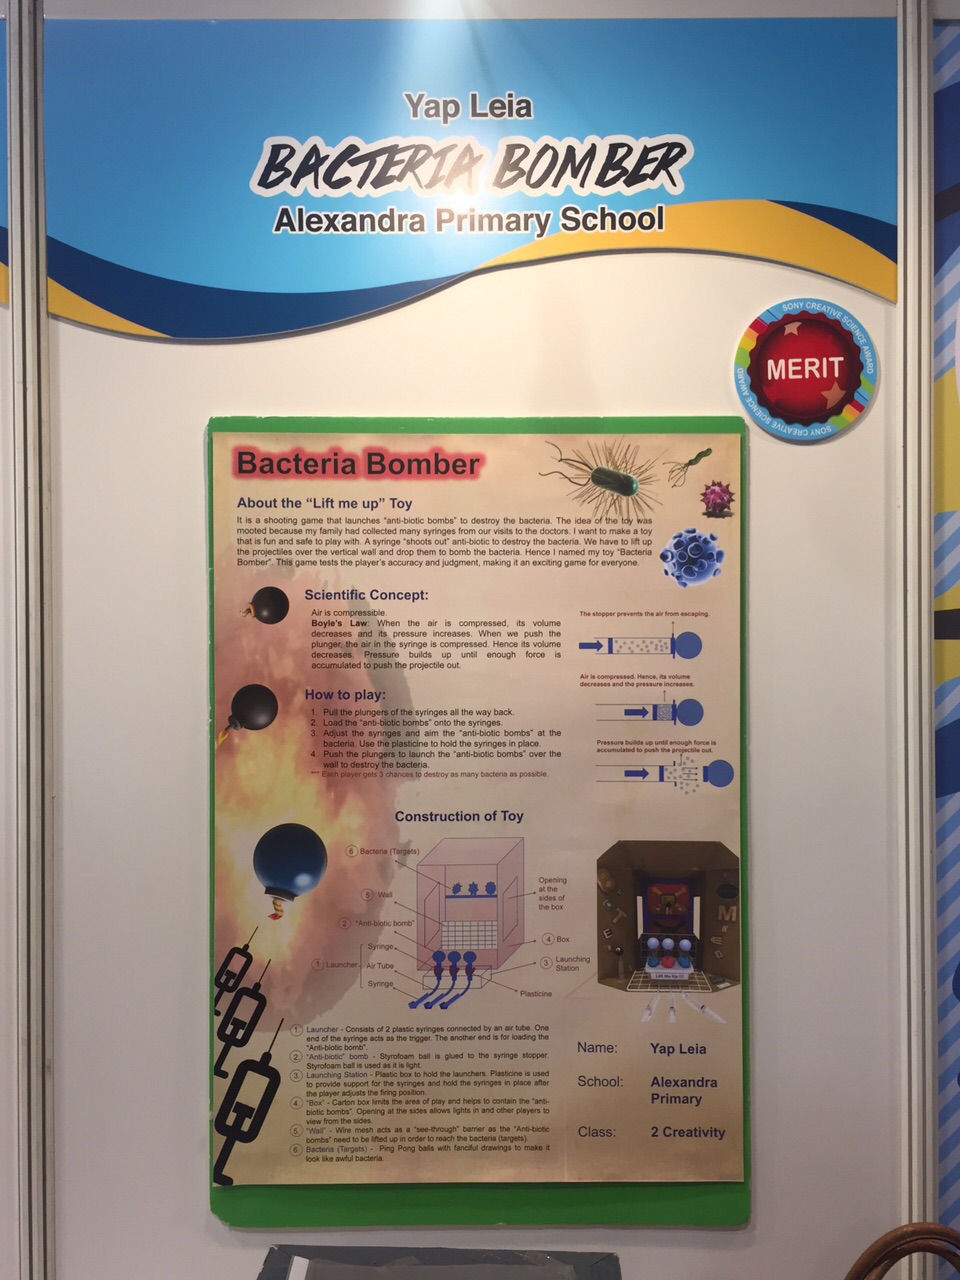 Yap Leia
BACTERIA BOMBER
Alexandra Primary School
SONY CREATIVE SCIENCE AWARD
MERIT
SONY CREATIVE SCIENCE AWARD
Bacteria Bomber
About the “Lift me up” Toy
It is a shooting game that launches “anti-biotic bombs” to destroy the bacteria. The idea of the toy was
mooted because my family had collected many syringes from our visits to the doctors. I want to make a toy
that is fun and safe to play with. A syringe “shoots out” anti-biotic to destroy the bacteria. We have to lift up
the projectiles over the vertical wall and drop them to bomb the bacteria. Hence I named my toy “Bacteria
Bomber”. This game tests the player's accuracy and judgment, making it an exciting game for everyone.
Scientific Concept:
Air is compressible.
Boyle's Law: When the air is compressed, its volume
decreases and its pressure increases. When we push the
plunger, the air in the syringe is compressed. Hence its volume
decreases. Pressure builds up until enough force is
accumulated to push the projectile out.
The stopper prevents the air from escaping.
Air is compressed. Hence, its volume
decreases and the pressure increases.
Pressure builds up until enough force is
accumulated to push the projectile out.
How to play:
1. Pull the plungers of the syringes all the way back.
2. Load the “anti-biotic bombs” onto the syringes.
3. Adjust the syringes and aim the “anti-biotic bombs” at the
bacteria. Use the plasticine to hold the syringes in place.
4. Push the plungers to launch the “anti-biotic bombs” over the
wall to destroy the bacteria.
*** Each player gets 3 chances to destroy as many bacteria as possible.
Construction of Toy
6 Bacteria (Targets)
5 Wall
2 “Anti-biotic bomb”
Syringe
1 Launcher
Air Tube
Syringe
Opening
at the
sides of
the box
4 Box
3 Launching
Station
Plasticine
Lift Me Up !!!
1 Launcher - Consists of 2 plastic syringes connected by an air tube. One
end of the syringe acts as the trigger. The another end is for loading the
“Anti-biotic bomb”.
2 “Anti-biotic” bomb - Styrofoam ball is glued to the syringe stopper.
Styrofoam ball is used as it is light.
3 Launching Station - Plastic box to hold the launchers. Plasticine is used
to provide support for the syringes and hold the syringes in place after
the player adjusts the firing position.
4 “Box” - Carton box limits the area of play and helps to contain the “anti-
biotic bombs”. Opening at the sides allows lights in and other players to
view from the sides.
5 “Wall” - Wire mesh acts as a “see-through” barrier as the “Anti-biotic
bombs” need to be lifted up in order to reach the bacteria (targets).
6 Bacteria (Targets) - Ping Pong balls with fanciful drawings to make it
look like awful bacteria.
Name: Yap Leia
School: Alexandra
Primary
Class: 2 Creativity